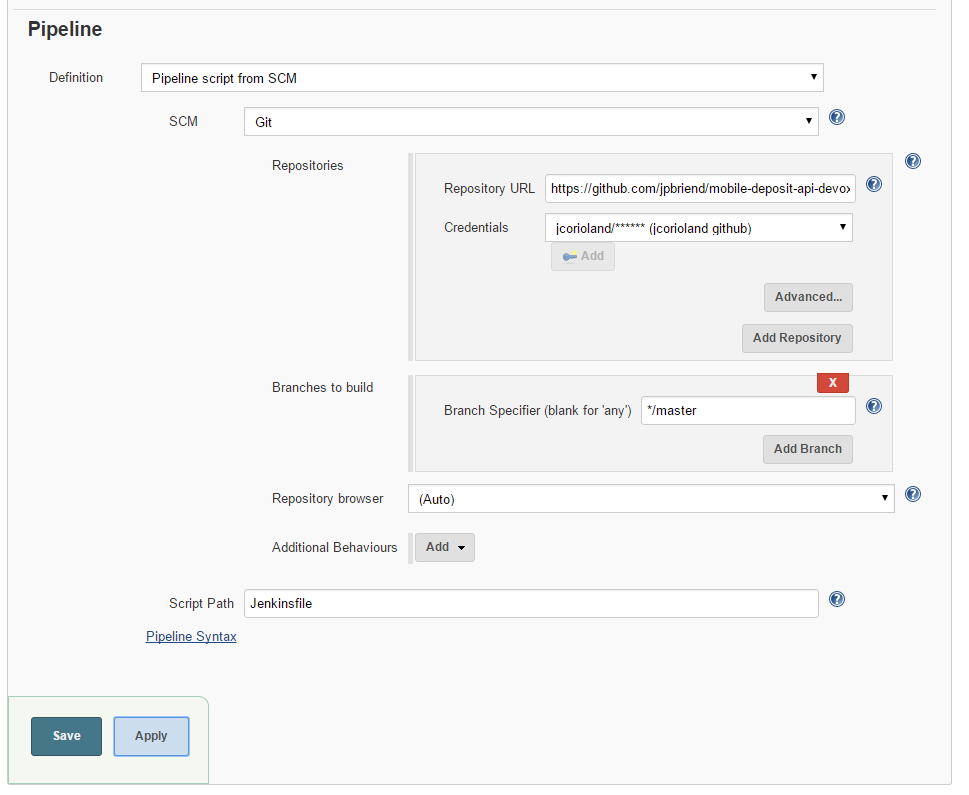 Pipeline
Definition
Pipeline script from SCM
SCM
Git
Repositories
Repository URL
https://github.com/jpbriend/mobile-deposit-api-devox
Credentials
jcorioland/****** (jcorioland github)
Add
Advanced...
Add Repository
Branches to build
X
Branch Specifier (blank for 'any')
*/master
Add Branch
Repository browser
(Auto)
Additional Behaviours
Add
Script Path
Jenkinsfile
Pipeline Syntax
Save
Apply